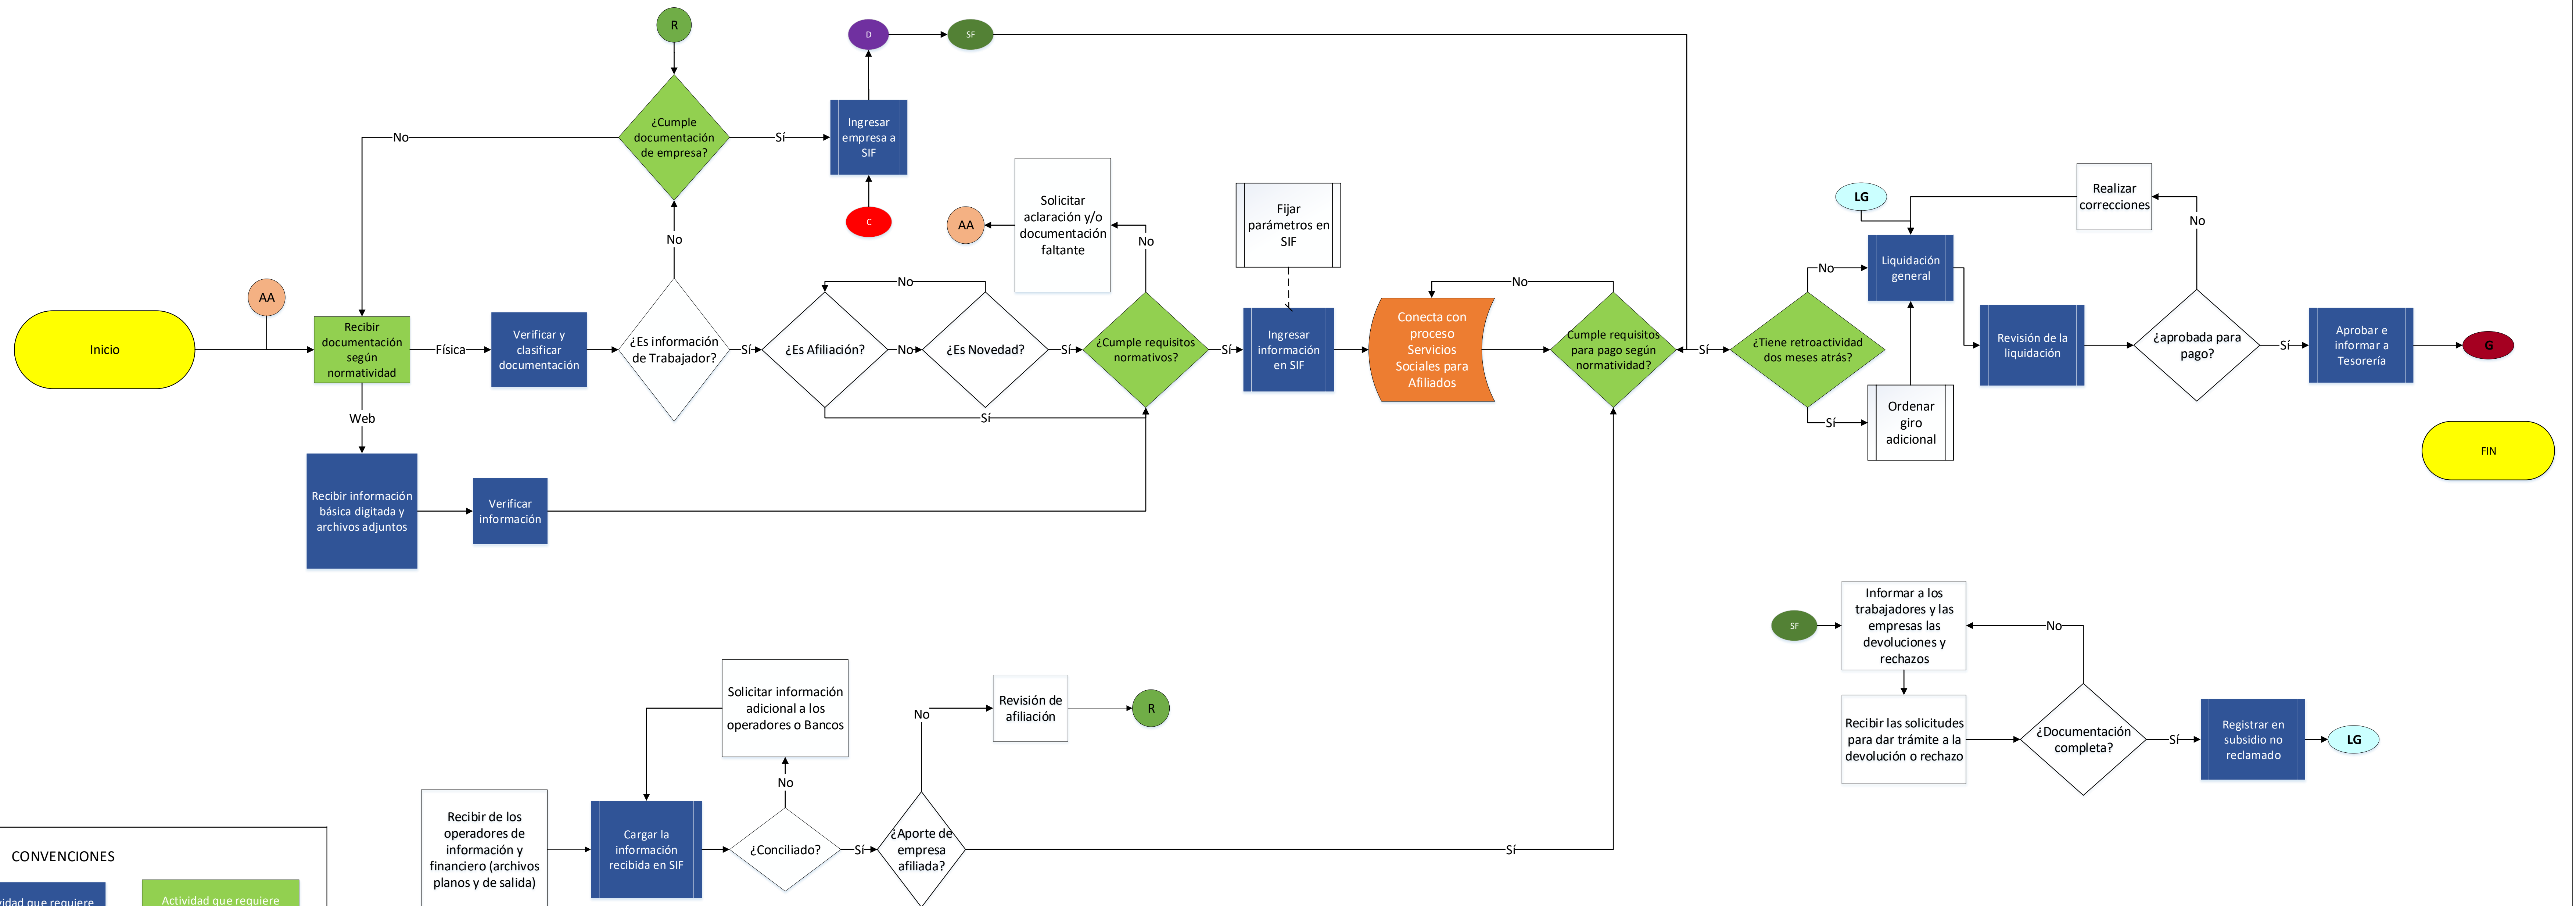 R
D
SF
¿Cumple
documentación
de empresa?
No
Sí
Ingresar
empresa a
SIF
C
No
AA
Solicitar
aclaración y/o
documentación
faltante
No
Fijar
parámetros en
SIF
Inicio
AA
Recibir
documentación
según
normatividad
Física
Verificar y
clasificar
documentación
¿Es información
de Trabajador?
Sí
¿Es Afiliación?
No
No
¿Es Novedad?
Sí
Sí
¿Cumple requisitos
normativos?
Sí
Ingresar
información
en SIF
Conecta con
proceso
Servicios
Sociales para
Afiliados
No
Cumple requisitos
para pago según
normatividad?
Sí
¿Tiene retroactividad
dos meses atrás?
No
Sí
LG
Liquidación
general
Ordenar
giro
adicional
Realizar
correcciones
No
Revisión de la
liquidación
¿aprobada para
pago?
Sí
Aprobar e
informar a
Tesorería
G
FIN
Web
Recibir información
básica digitada y
archivos adjuntos
Verificar
información
SF
Informar a los
trabajadores y las
empresas las
devoluciones y
rechazos
No
Recibir las solicitudes
para dar trámite a la
devolución o rechazo
¿Documentación
completa?
Sí
Registrar en
subsidio no
reclamado
LG
Solicitar información
adicional a los
operadores o Bancos
No
Revisión de
afiliación
R
No
Recibir de los
operadores de
información y
financiero (archivos
planos y de salida)
Cargar la
información
recibida en SIF
¿Conciliado?
Sí
¿Aporte de
empresa
afiliada?
Sí
CONVENCIONES
vidad que requiere
Actividad que requiere